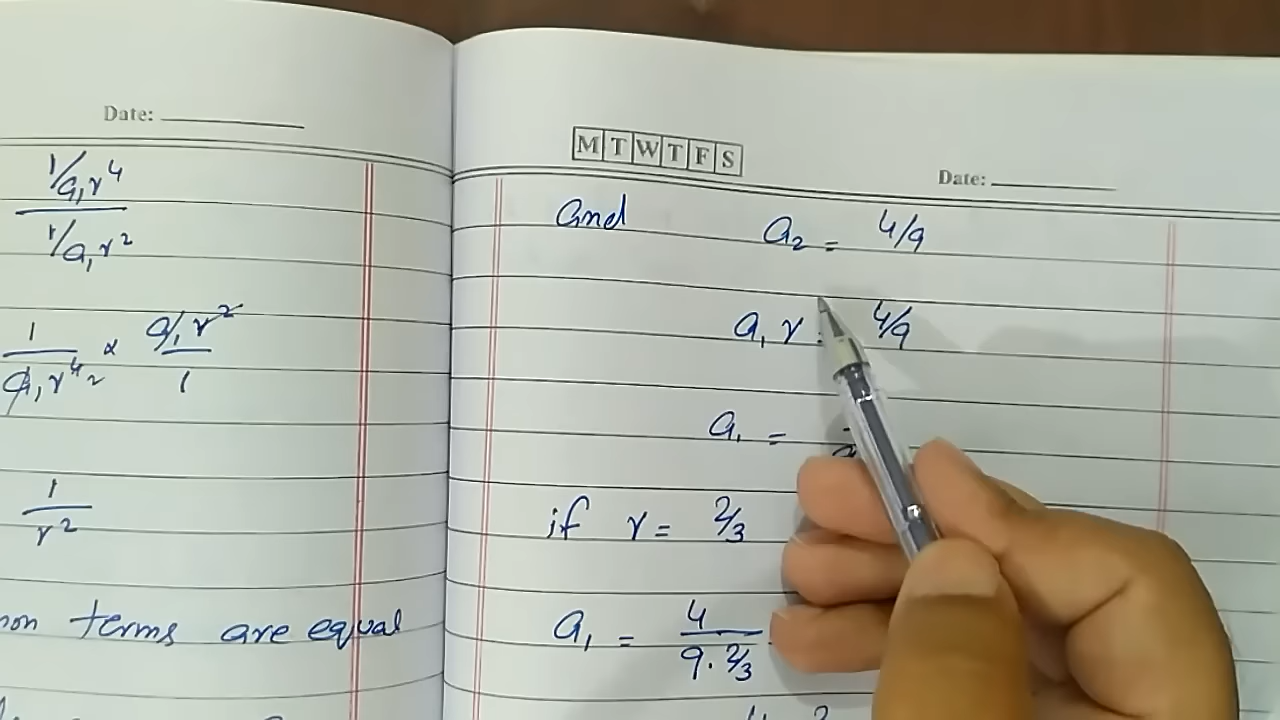 Date:
1/a₁r⁴
1/a₁r²
1/a₁r⁴ × a₁r²/1
1/r²
terms are equal
M T W T F S
Date:
and a₂ = 4/9
a₁r = 4/9
a₁ =
if r = 2/3
a₁ = 4/(9·2/3)